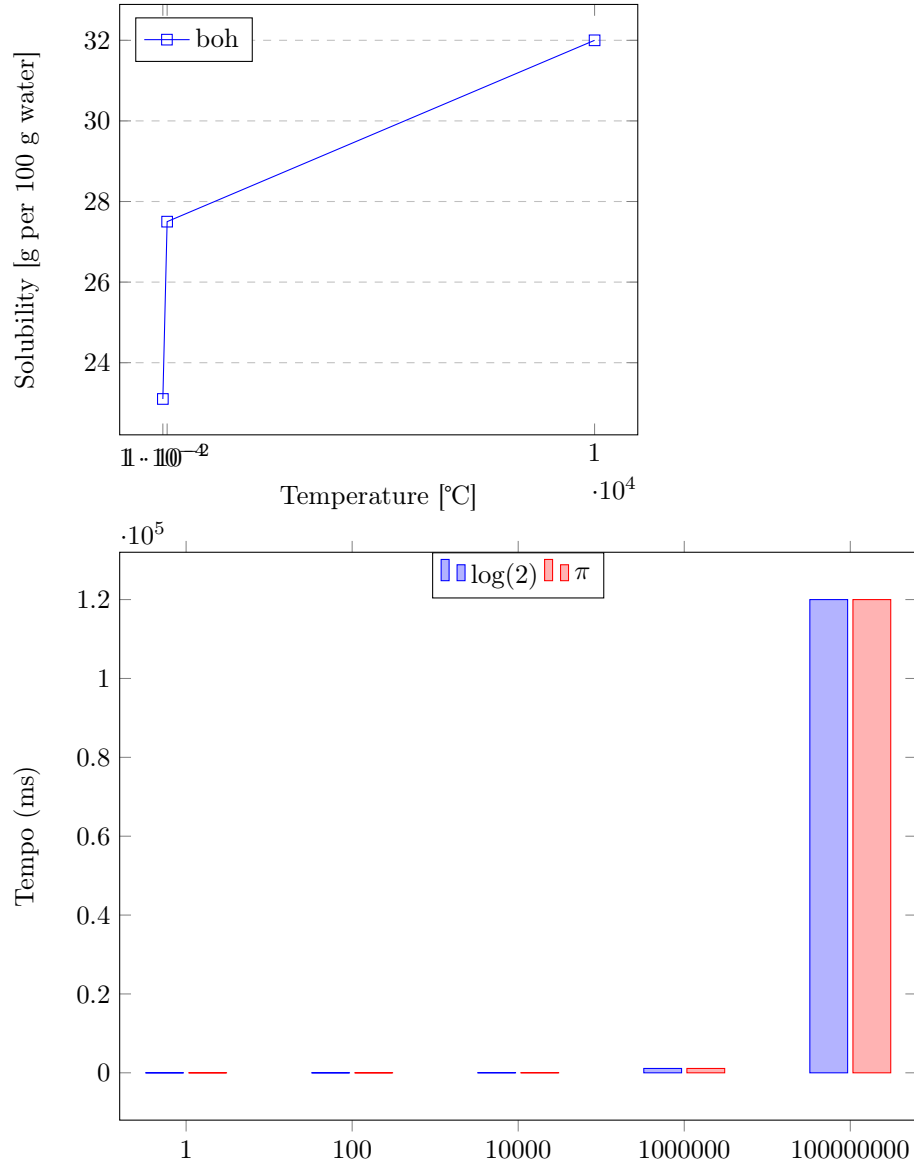 boh
32
30
28
26
24
Solubility [g per 100 g water]
1
·10⁴
Temperature [°C]
·10⁵
log(2) π
1.2
1
0.8
0.6
0.4
0.2
0
Tempo (ms)
1 100 10000 1000000 100000000